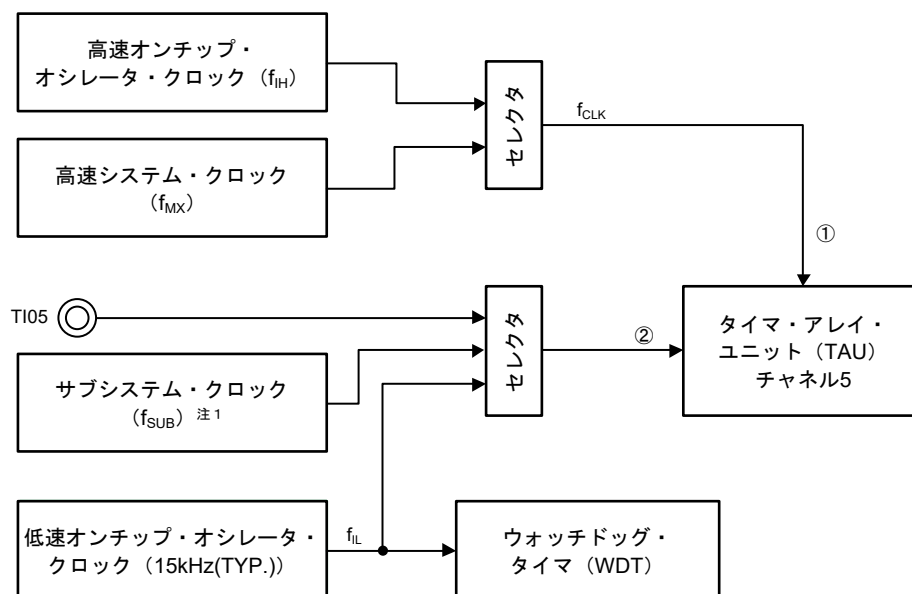 高速オンチップ・
オシレータ・クロック（fIH）
セレクタ
fCLK
高速システム・クロック
（fMX）
①
TI05
セレクタ
②
タイマ・アレイ・
ユニット（TAU）
チャネル5
サブシステム・クロック
（fSUB）注1
低速オンチップ・オシレータ・
クロック（15kHz(TYP.)）
fIL
ウォッチドッグ・
タイマ（WDT）